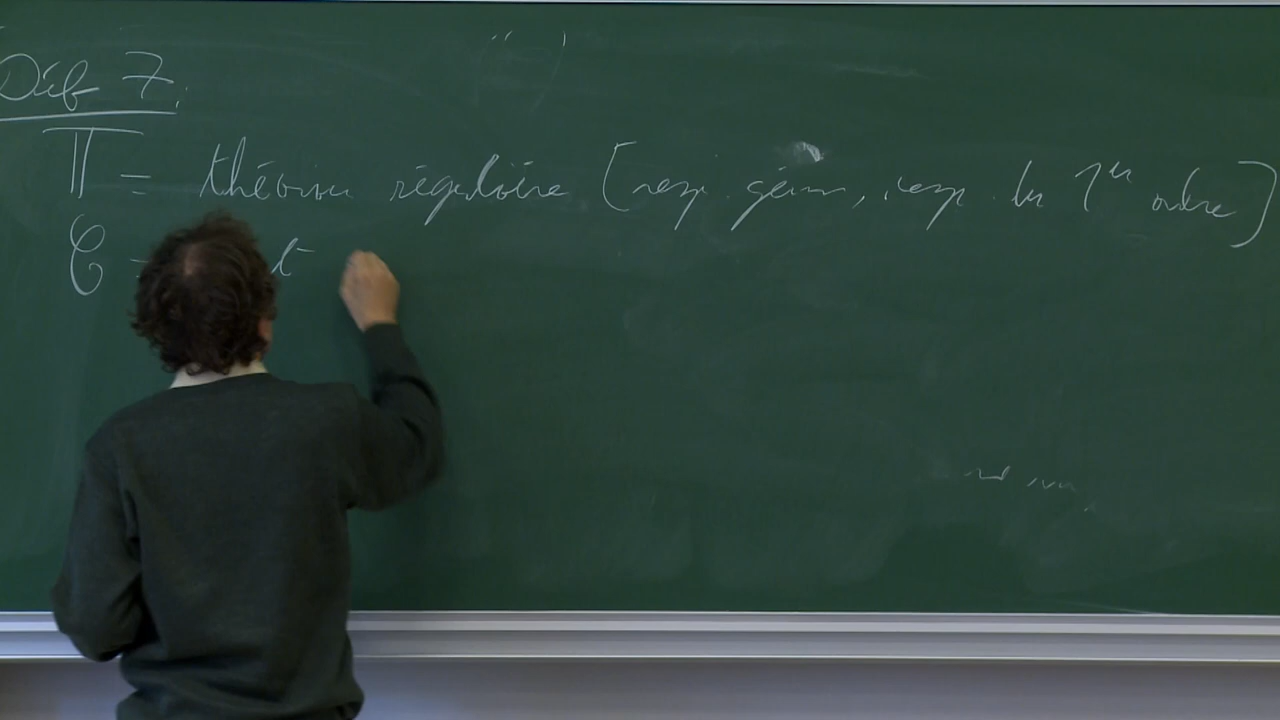 Déf 7.
𝕋 = théorie régulière (resp. géom, resp. du 1er ordre)
𝒞 =